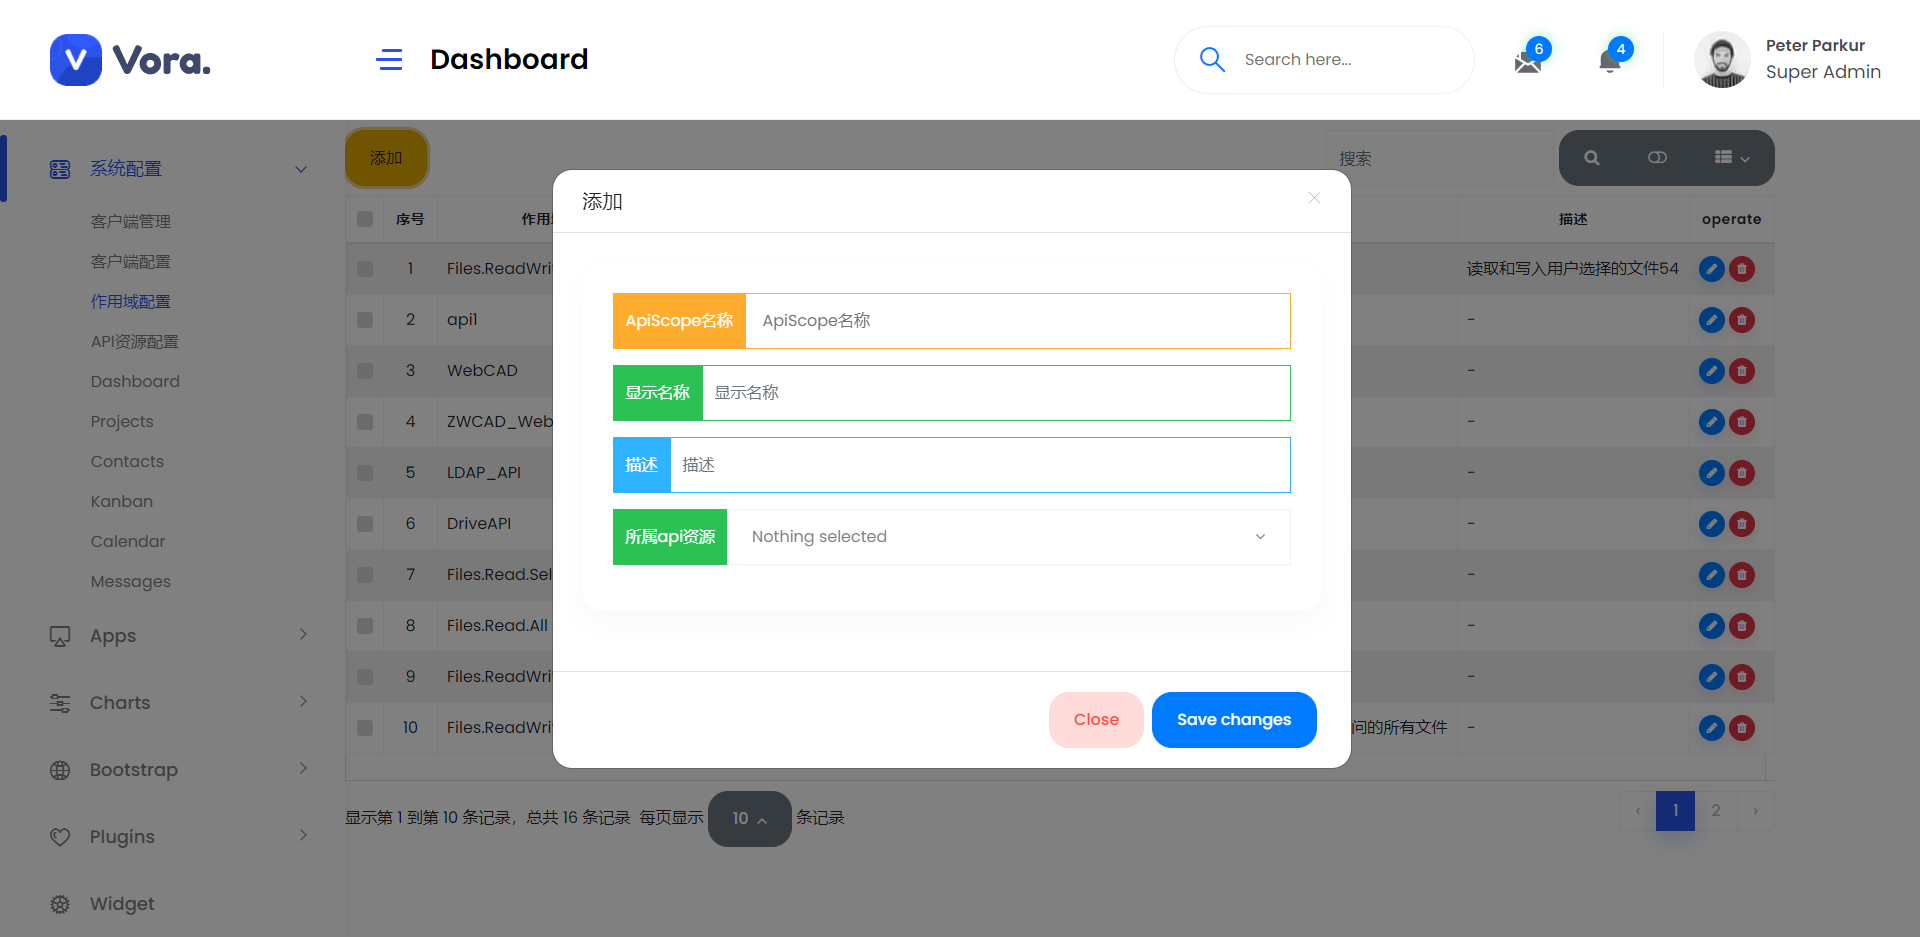 Vora.
Dashboard
Search here...
6
4
Peter Parkur
Super Admin
系统配置
客户端管理
客户端配置
作用域配置
API资源配置
Dashboard
Projects
Contacts
Kanban
Calendar
Messages
Apps
Charts
Bootstrap
Plugins
Widget
添加
搜索
序号 描述 operate
1 Files.ReadWri 读取和写入用户选择的文件54
2 api1 -
3 WebCAD -
4 ZWCAD_Web -
5 LDAP_API -
6 DriveAPI -
7 Files.Read.Sel -
8 Files.Read.All -
9 Files.ReadWri -
10 Files.ReadWri 问的所有文件 -
显示第 1 到第 10 条记录，总共 16 条记录 每页显示 10 条记录
‹ 1 2 ›
添加
ApiScope名称 ApiScope名称
显示名称 显示名称
描述 描述
所属api资源 Nothing selected
Close Save changes